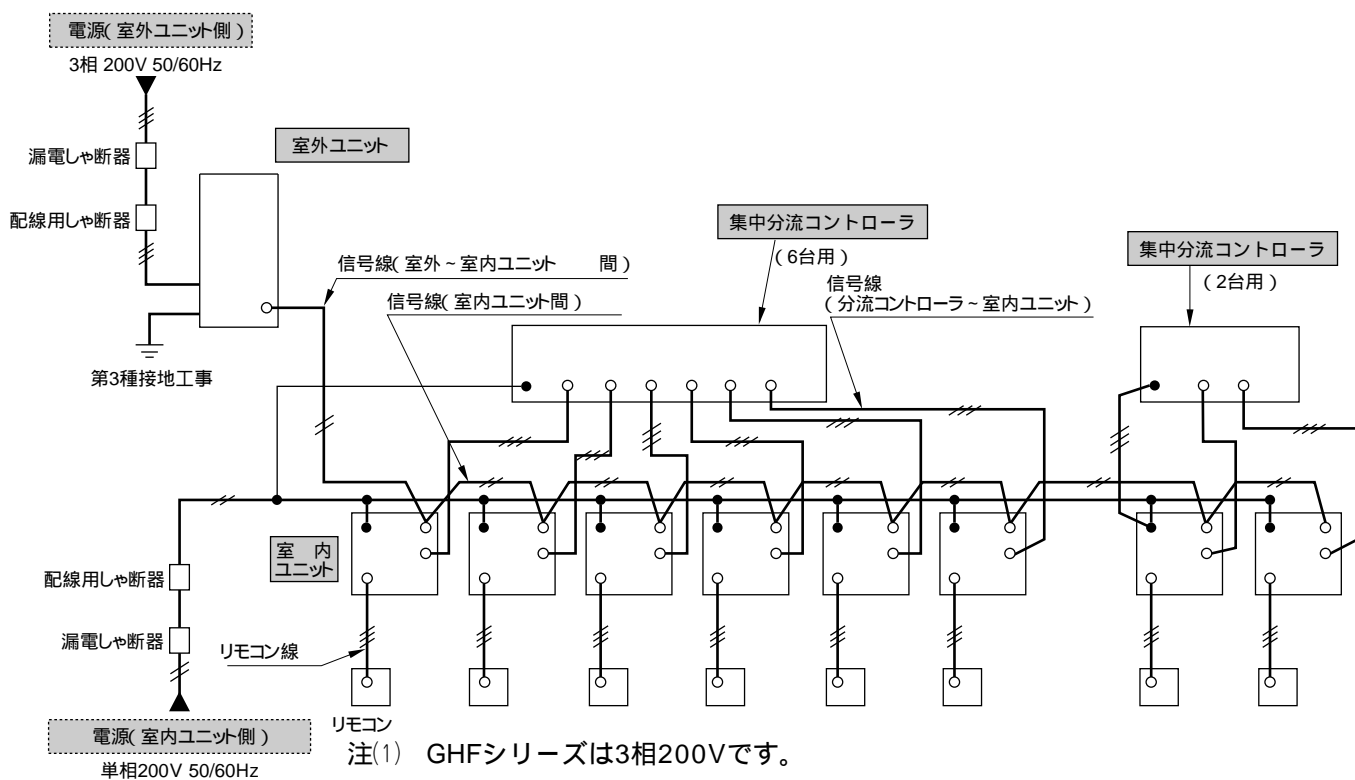 電源(室外ユニット側)
3相 200V 50/60Hz
漏電しゃ断器
配線用しゃ断器
室外ユニット
第3種接地工事
信号線(室外~室内ユニット 間)
信号線(室内ユニット間)
集中分流コントローラ
(6台用)
信号線
(分流コントローラ~室内ユニット)
集中分流コントローラ
(2台用)
室 内
ユニット
配線用しゃ断器
漏電しゃ断器
リモコン線
リモコン
電源(室内ユニット側)
単相200V 50/60Hz
注⑴ GHFシリーズは3相200Vです。